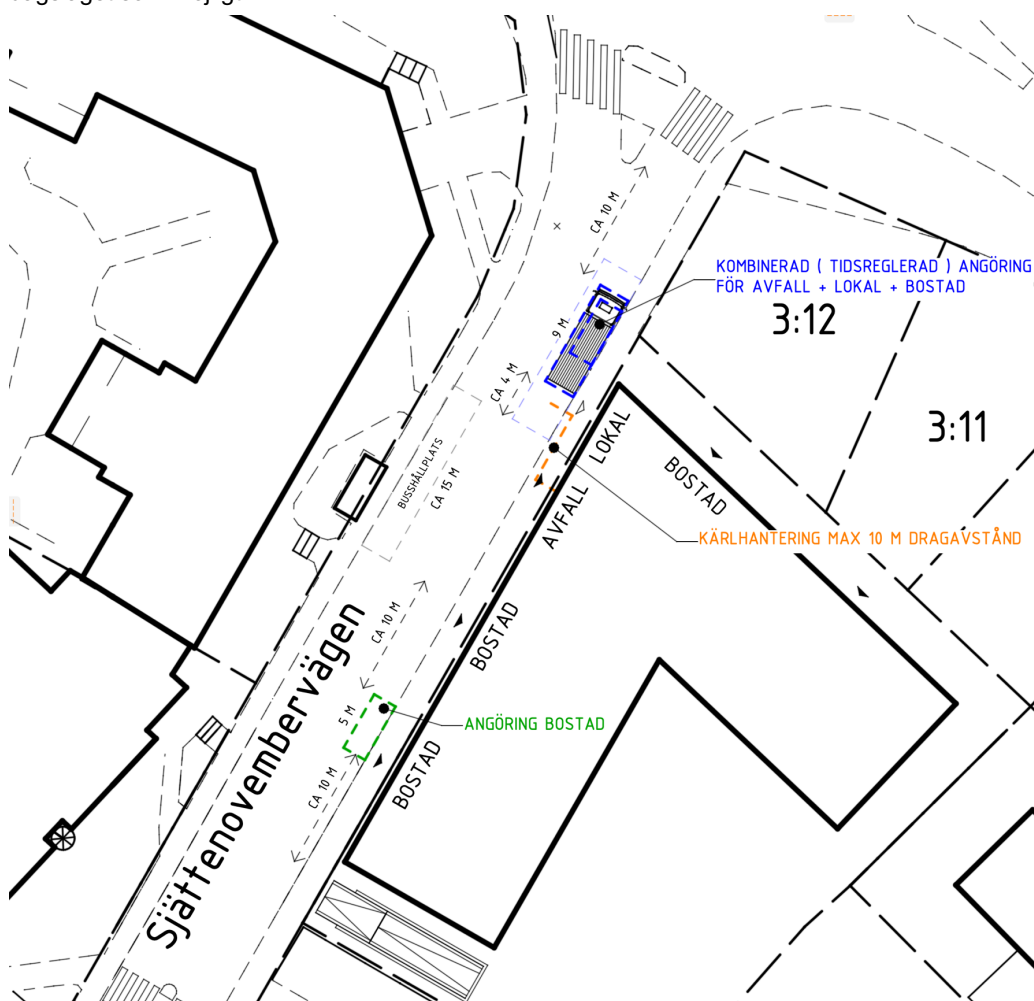 CA 10 M
KOMBINERAD ( TIDSREGLERAD ) ANGÖRING
FÖR AVFALL + LOKAL + BOSTAD
3:12
9 M
CA 4 M
3:11
LOKAL
BOSTAD
BUSSHÅLLPLATS
CA 15 M
AVFALL
KÄRLHANTERING MAX 10 M DRAGAVSTÅND
CA 10 M
BOSTAD
5 M
ANGÖRING BOSTAD
BOSTAD
CA 10 M
Sjättenovembervägen